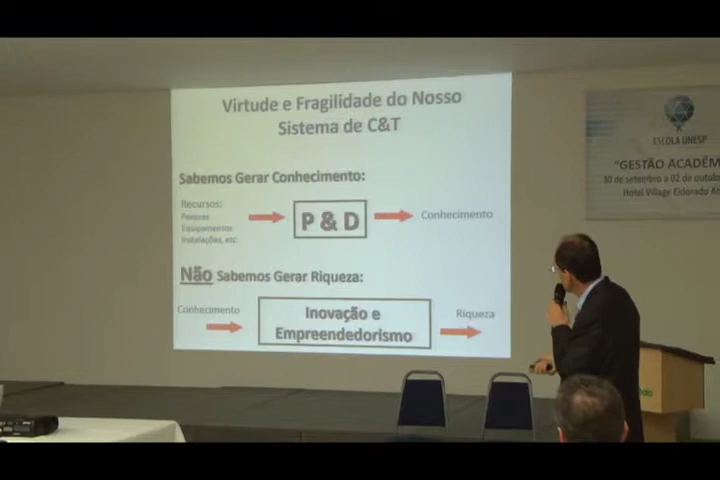 Virtude e Fragilidade do Nosso
Sistema de C&T
Sabemos Gerar Conhecimento:
Recursos:
Pessoas
Equipamentos
Instalações, etc.
P & D
Conhecimento
Não Sabemos Gerar Riqueza:
Conhecimento
Inovação e
Empreendedorismo
Riqueza
ESCOLA UNESP
"GESTÃO ACADÊM
30 de setembro a 02 de outub
Hotel Village Eldorado At